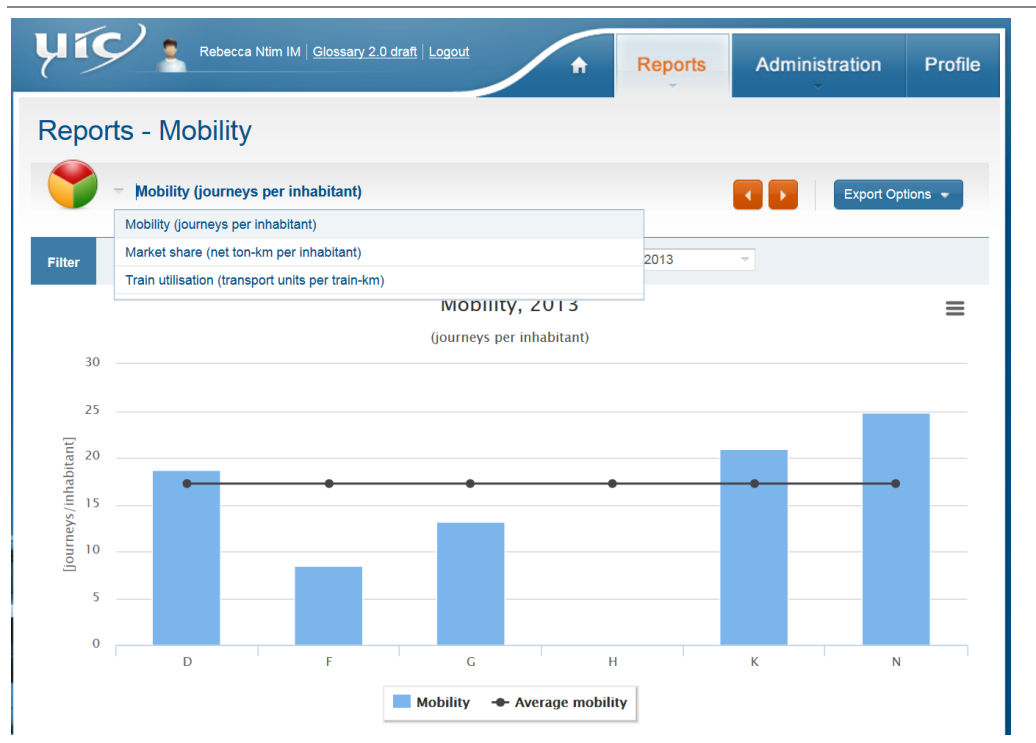 uic
Rebecca Ntim IM | Glossary 2.0 draft | Logout
Reports
Administration
Profile
Reports - Mobility
Mobility (journeys per inhabitant)
Export Options
Mobility (journeys per inhabitant)
Market share (net ton-km per inhabitant)
Train utilisation (transport units per train-km)
Filter
2013
Mobility, 2013
(journeys per inhabitant)
[journeys/inhabitant]
30
25
20
15
10
5
0
D F G H K N
Mobility Average mobility